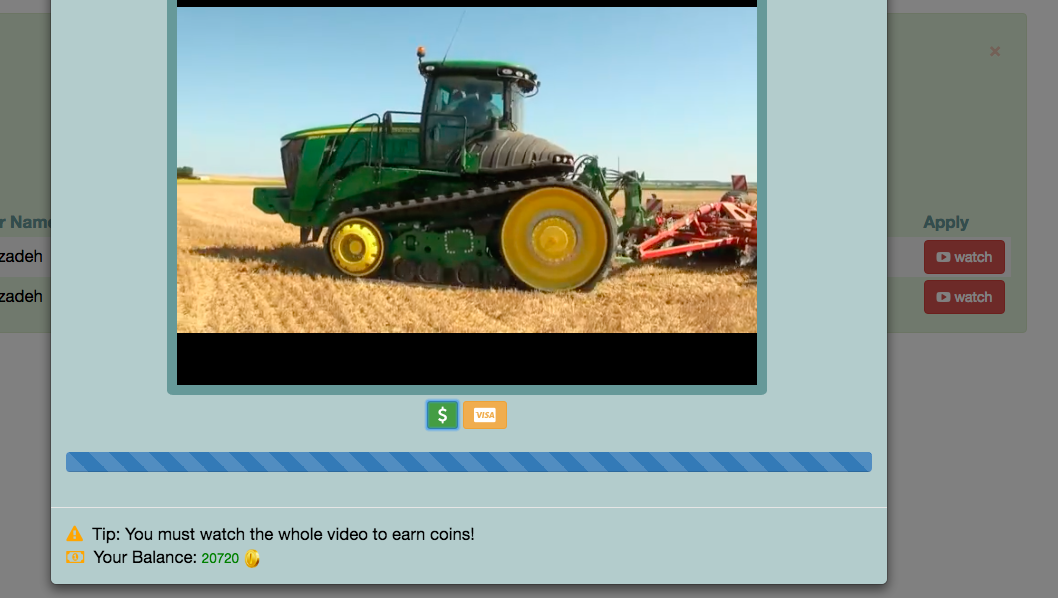 ×
r Name
Apply
zadeh
watch
zadeh
watch
$
VISA
Tip: You must watch the whole video to earn coins!
Your Balance: 20720